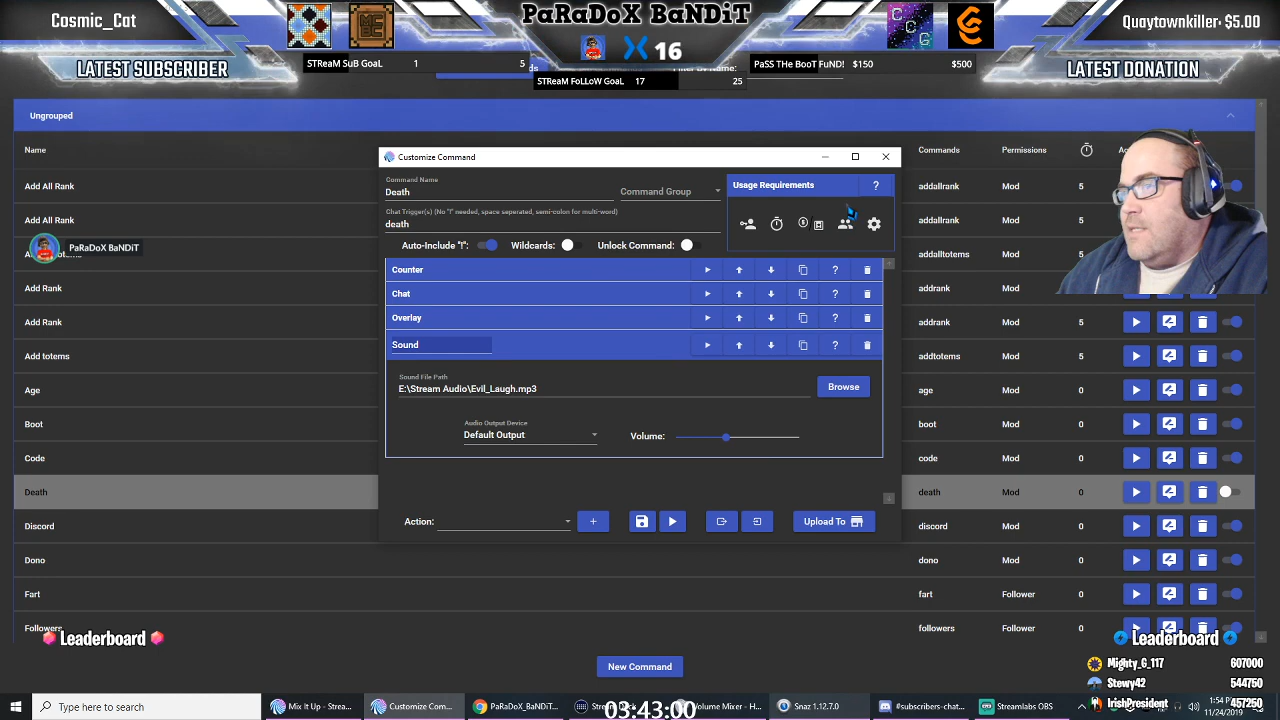 Cosmic_Cat
LATEST SUBSCRIBER
PaRaDoX BaNDiT
16
Quaytownkiller: $5.00
LATEST DONATION
STReaM SuB GoaL 1 5
STReaM FoLLoW GoaL 17 25
PaSS THe BooT FuND! $150 $500
Ungrouped
Name
Commands Permissions
Add All Rank addallrank Mod 5
Add All Rank addallrank Mod 5
PaRaDoX BaNDiT
addalltotems Mod 5
Add Rank
Add Rank addrank Mod 5
Add totems addtotems Mod 5
Age age Mod 0
Boot boot Mod 0
Code code Mod 0
Death death Mod 0
Discord discord Mod 0
Dono dono Mod 0
Fart fart Follower 0
Followers followers Follower 0
Customize Command
Command Name
Death
Command Group
Usage Requirements ?
Chat Trigger(s) (No "!" needed, space seperated, semi-colon for multi-word)
death
Auto-Include "!": Wildcards: Unlock Command:
Counter ?
Chat ?
Overlay ?
Sound ?
Sound File Path
E:\Stream Audio\Evil_Laugh.mp3
Browse
Audio Output Device
Default Output
Volume:
Action: + Upload To
Leaderboard
Leaderboard
Mighty_G_117 607000
Stewy42 544750
IrishPresident 457250
New Command
Type here to search
Mix It Up - Strea...
Customize Com...
PaRaDoX_BaNDiT...
03:43:00
Volume Mixer - H...
Snaz 1.12.7.0
#subscribers-chat...
Streamlabs OBS
1:54 P
11/24/2019